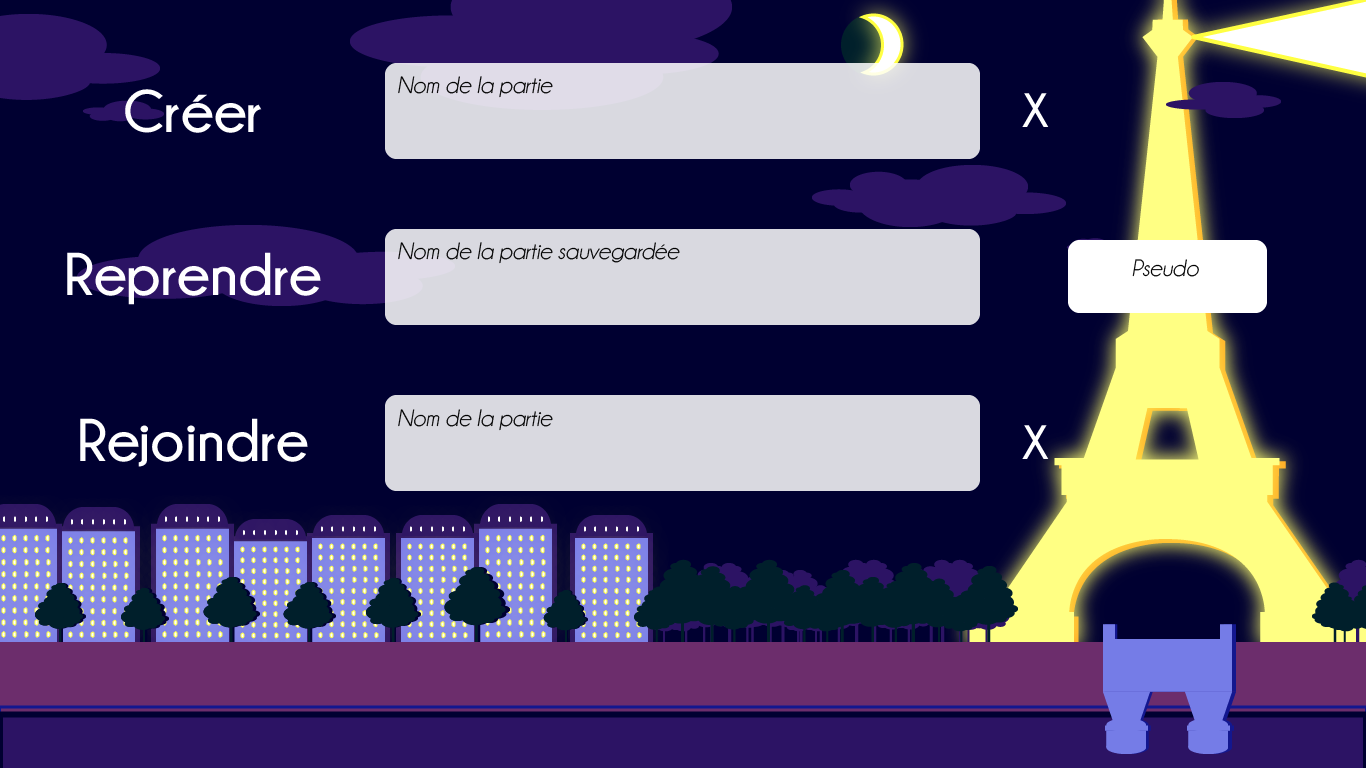 Créer
Nom de la partie
X
Reprendre
Nom de la partie sauvegardée
Pseudo
Rejoindre
Nom de la partie
X